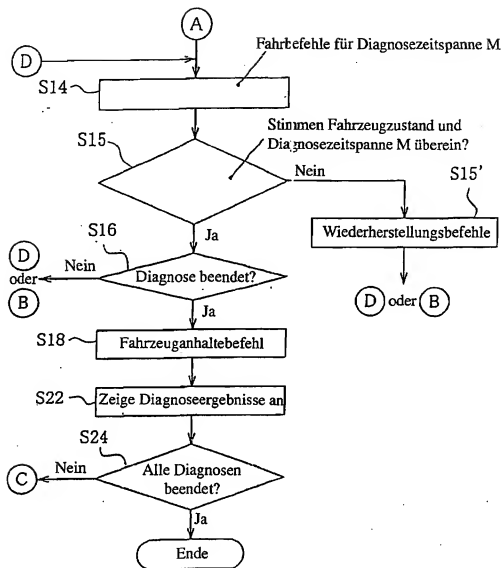 A
D
Fahrbefehle für Diagnosezeitspanne M
S14
Stimmen Fahrzeugzustand und
Diagnosezeitspanne M überein?
S15
Nein
S15'
Wiederherstellungsbefehle
D oder B
Ja
S16
D
oder
B
Nein
Diagnose beendet?
Ja
S18
Fahrzeuganhaltebefehl
S22
Zeige Diagnoseergebnisse an
S24
C
Nein
Alle Diagnosen
beendet?
Ja
Ende